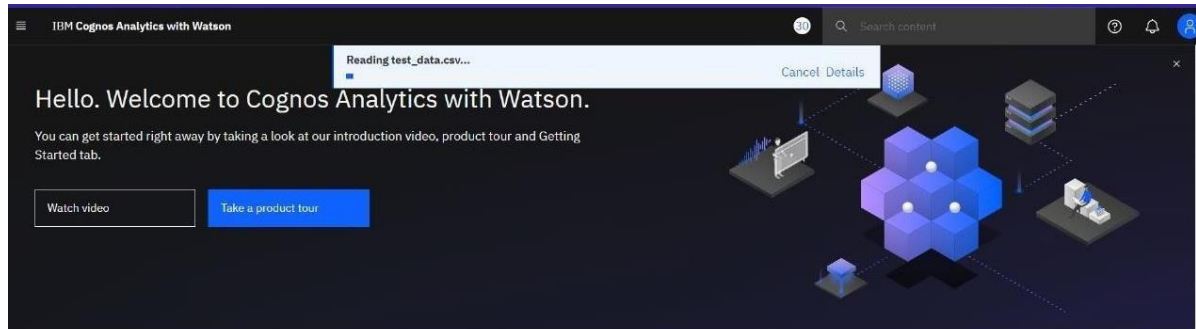 IBM Cognos Analytics with Watson
30
Search content
Reading test_data.csv...
Cancel Details
Hello. Welcome to Cognos Analytics with Watson.
You can get started right away by taking a look at our introduction video, product tour and Getting
Started tab.
Watch video
Take a product tour